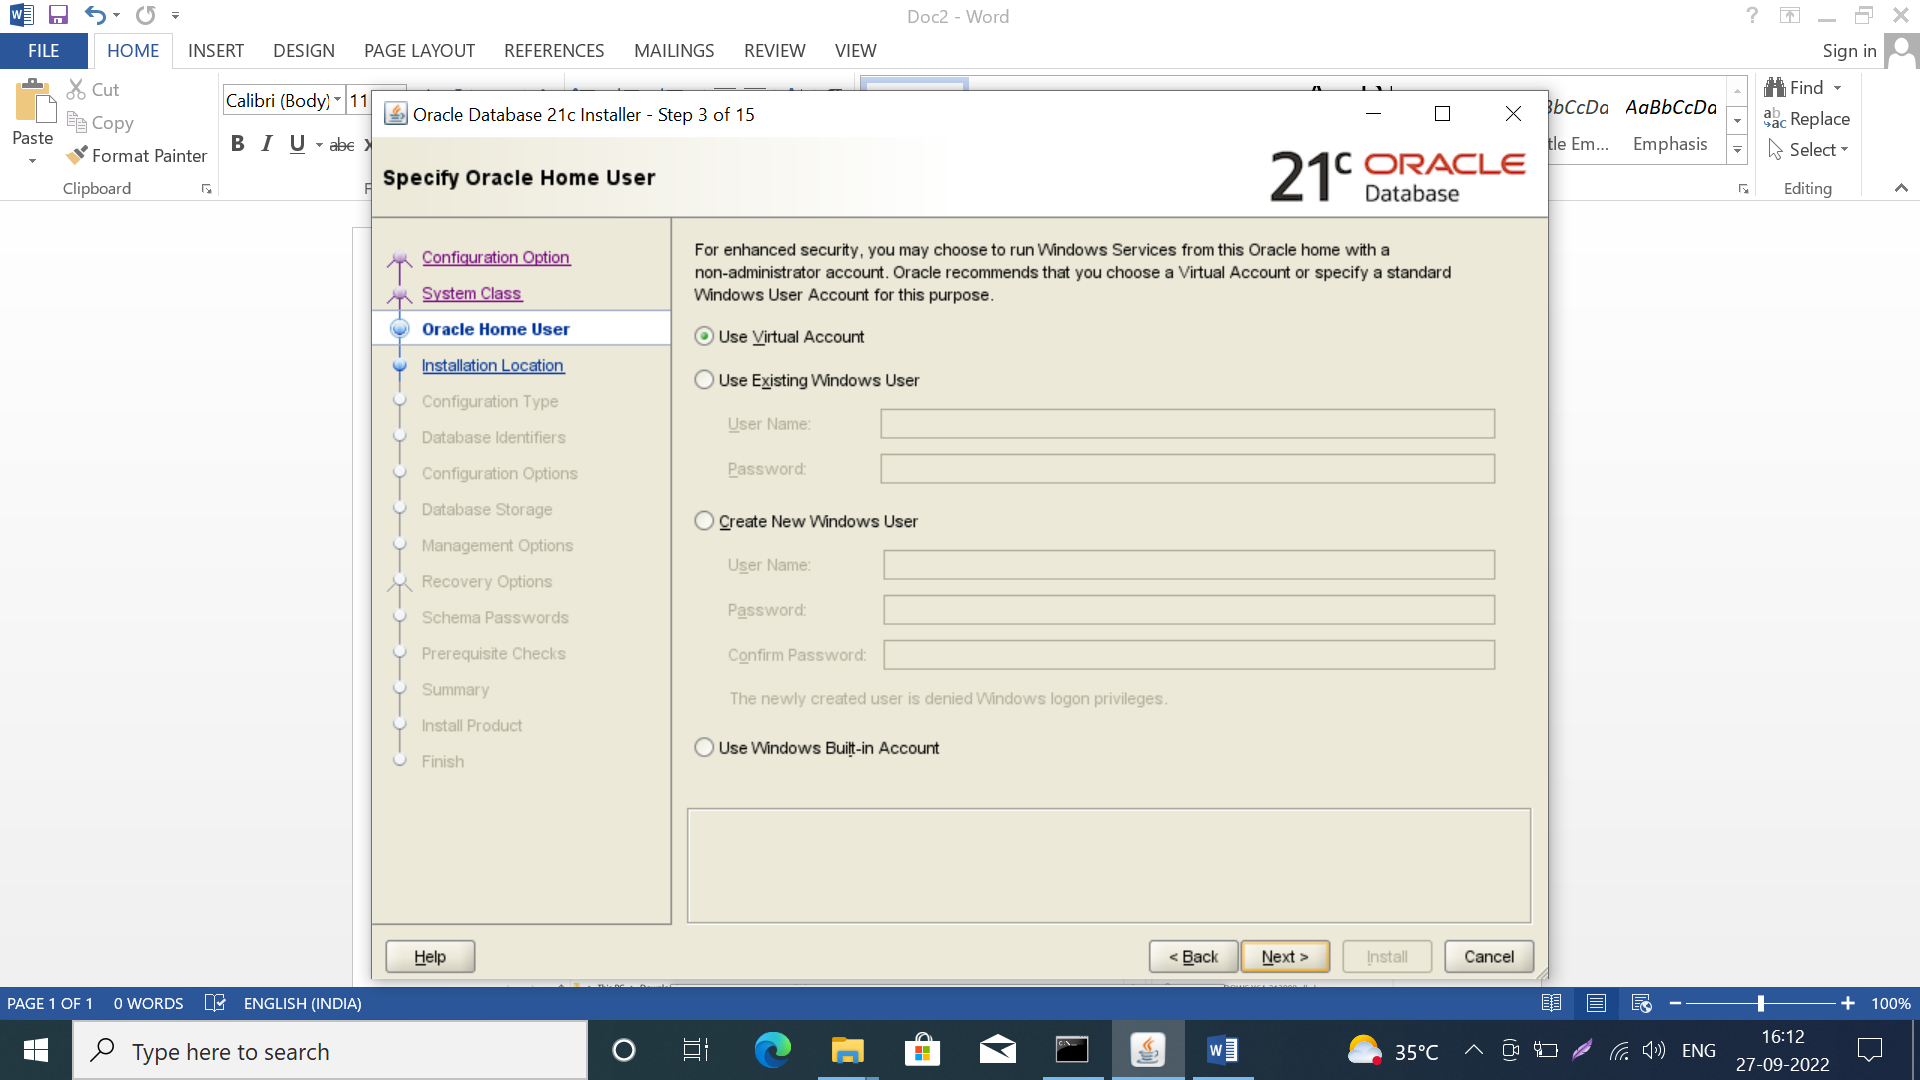 Doc2 - Word
FILE HOME INSERT DESIGN PAGE LAYOUT REFERENCES MAILINGS REVIEW VIEW Sign in
Cut
Copy
Format Painter
Paste
Clipboard
Calibri (Body) 11
B I U abc
Oracle Database 21c Installer - Step 3 of 15
AaBbCcDd
Emphasis
Find
Replace
Select
Editing
Specify Oracle Home User
21c ORACLE
Database
Configuration Option
System Class
Oracle Home User
Installation Location
Configuration Type
Database Identifiers
Configuration Options
Database Storage
Management Options
Recovery Options
Schema Passwords
Prerequisite Checks
Summary
Install Product
Finish
For enhanced security, you may choose to run Windows Services from this Oracle home with a
non-administrator account. Oracle recommends that you choose a Virtual Account or specify a standard
Windows User Account for this purpose.
Use Virtual Account
Use Existing Windows User
User Name:
Password:
Create New Windows User
User Name:
Password:
Confirm Password:
The newly created user is denied Windows logon privileges.
Use Windows Built-in Account
Help < Back Next > Install Cancel
PAGE 1 OF 1 0 WORDS ENGLISH (INDIA) 100%
Type here to search
35°C ENG
16:12
27-09-2022